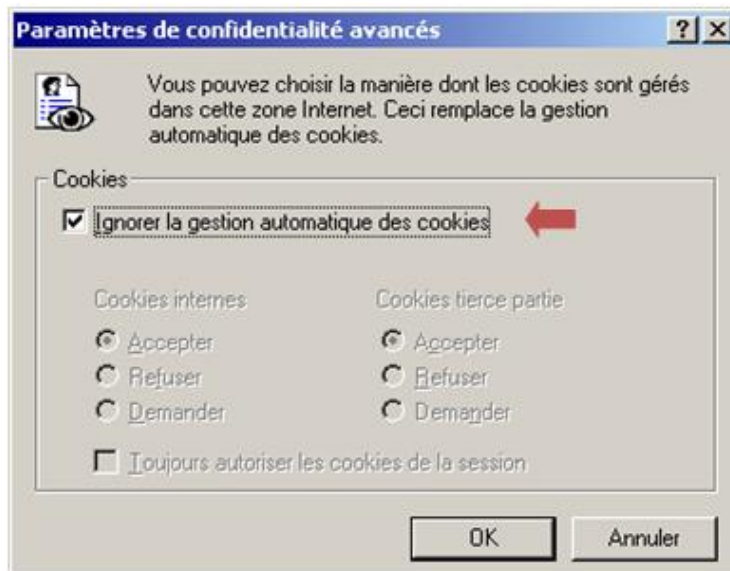 Paramètres de confidentialité avancés
Vous pouvez choisir la manière dont les cookies sont gérés
dans cette zone Internet. Ceci remplace la gestion
automatique des cookies.
Cookies
Ignorer la gestion automatique des cookies
Cookies internes
Accepter
Refuser
Demander
Cookies tierce partie
Accepter
Refuser
Demander
Toujours autoriser les cookies de la session
OK
Annuler